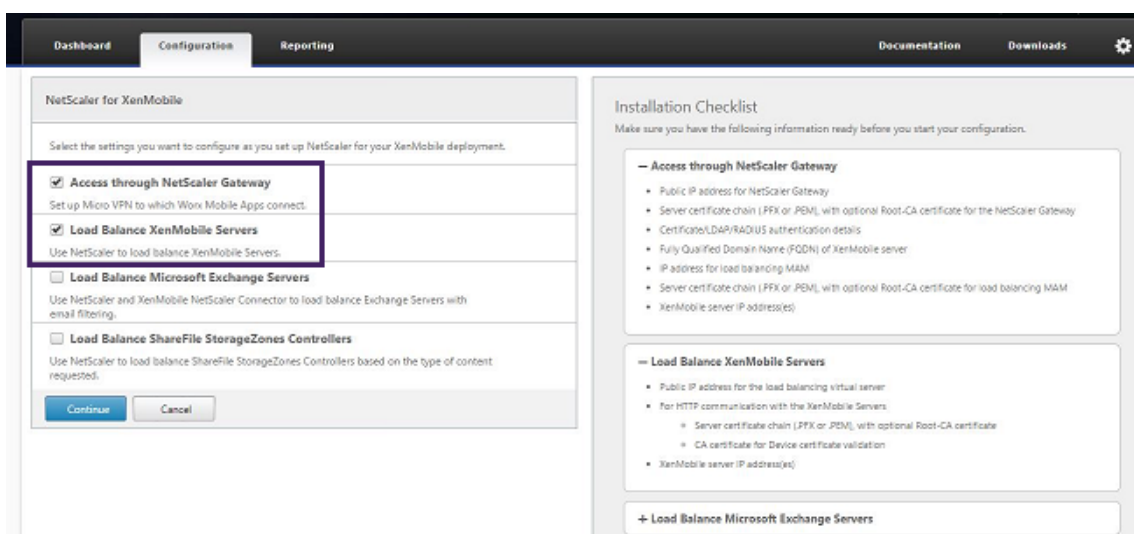 Dashboard Configuration Reporting Documentation Downloads
NetScaler for XenMobile
Select the settings you want to configure as you set up NetScaler for your XenMobile deployment.
Access through NetScaler Gateway
Set up Micro VPN to which Worx Mobile Apps connect.
Load Balance XenMobile Servers
Use NetScaler to load balance XenMobile Servers.
Load Balance Microsoft Exchange Servers
Use NetScaler and XenMobile NetScaler Connector to load balance Exchange Servers with
email filtering.
Load Balance ShareFile StorageZones Controllers
Use NetScaler to load balance ShareFile StorageZones Controllers based on the type of content
requested.
Continue Cancel
Installation Checklist
Make sure you have the following information ready before you start your configuration.
– Access through NetScaler Gateway
• Public IP address for NetScaler Gateway
• Server certificate chain (.PFX or .PEM), with optional Root-CA certificate for the NetScaler Gateway
• Certificate/LDAP/RADIUS authentication details
• Fully Qualified Domain Name (FQDN) of XenMobile server
• IP address for load balancing MAM
• Server certificate chain (.PFX or .PEM), with optional Root-CA certificate for load balancing MAM
• XenMobile server IP address(es)
– Load Balance XenMobile Servers
• Public IP address for the load balancing virtual server
• For HTTP communication with the XenMobile Servers
Server certificate chain (.PFX or .PEM), with optional Root-CA certificate
CA certificate for Device certificate validation
• XenMobile server IP address(es)
+ Load Balance Microsoft Exchange Servers